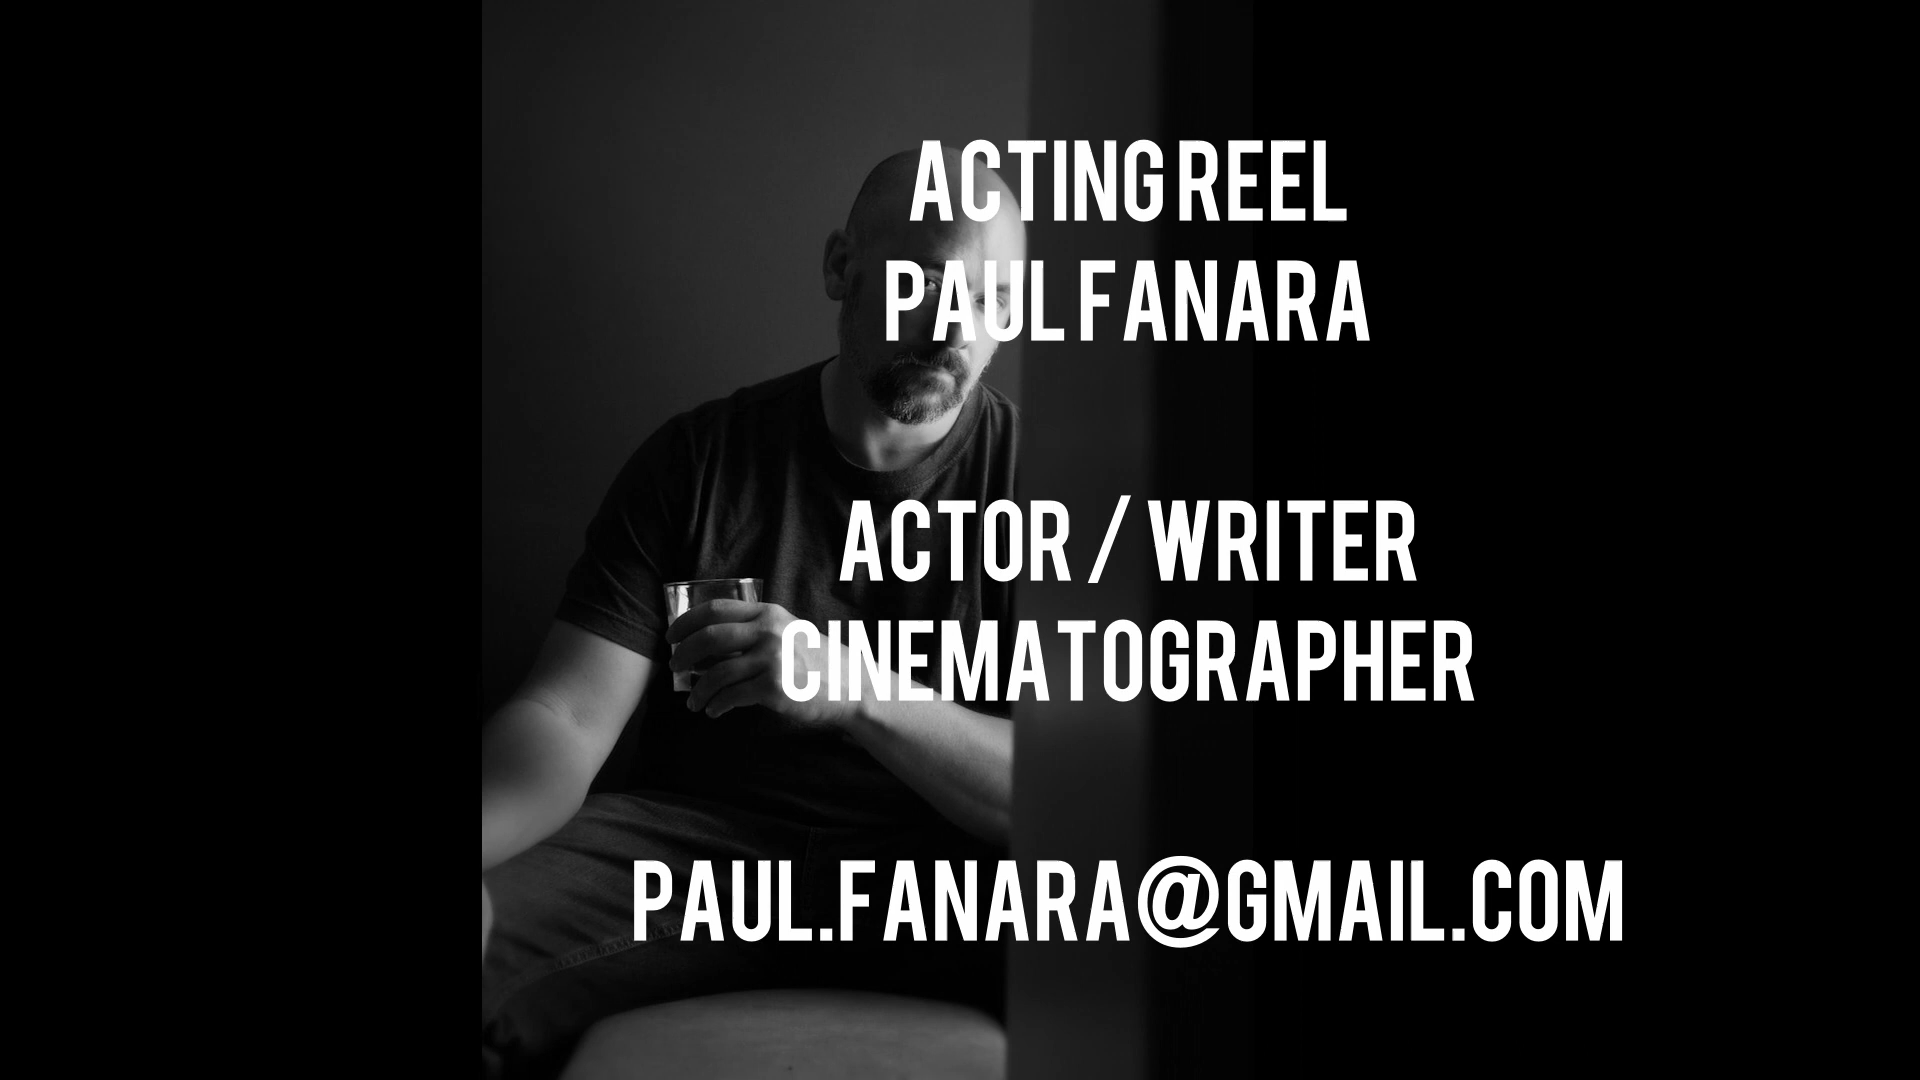 ACTING REEL
PAUL FANARA
ACTOR / WRITER
CINEMATOGRAPHER
PAUL.FANARA@GMAIL.COM